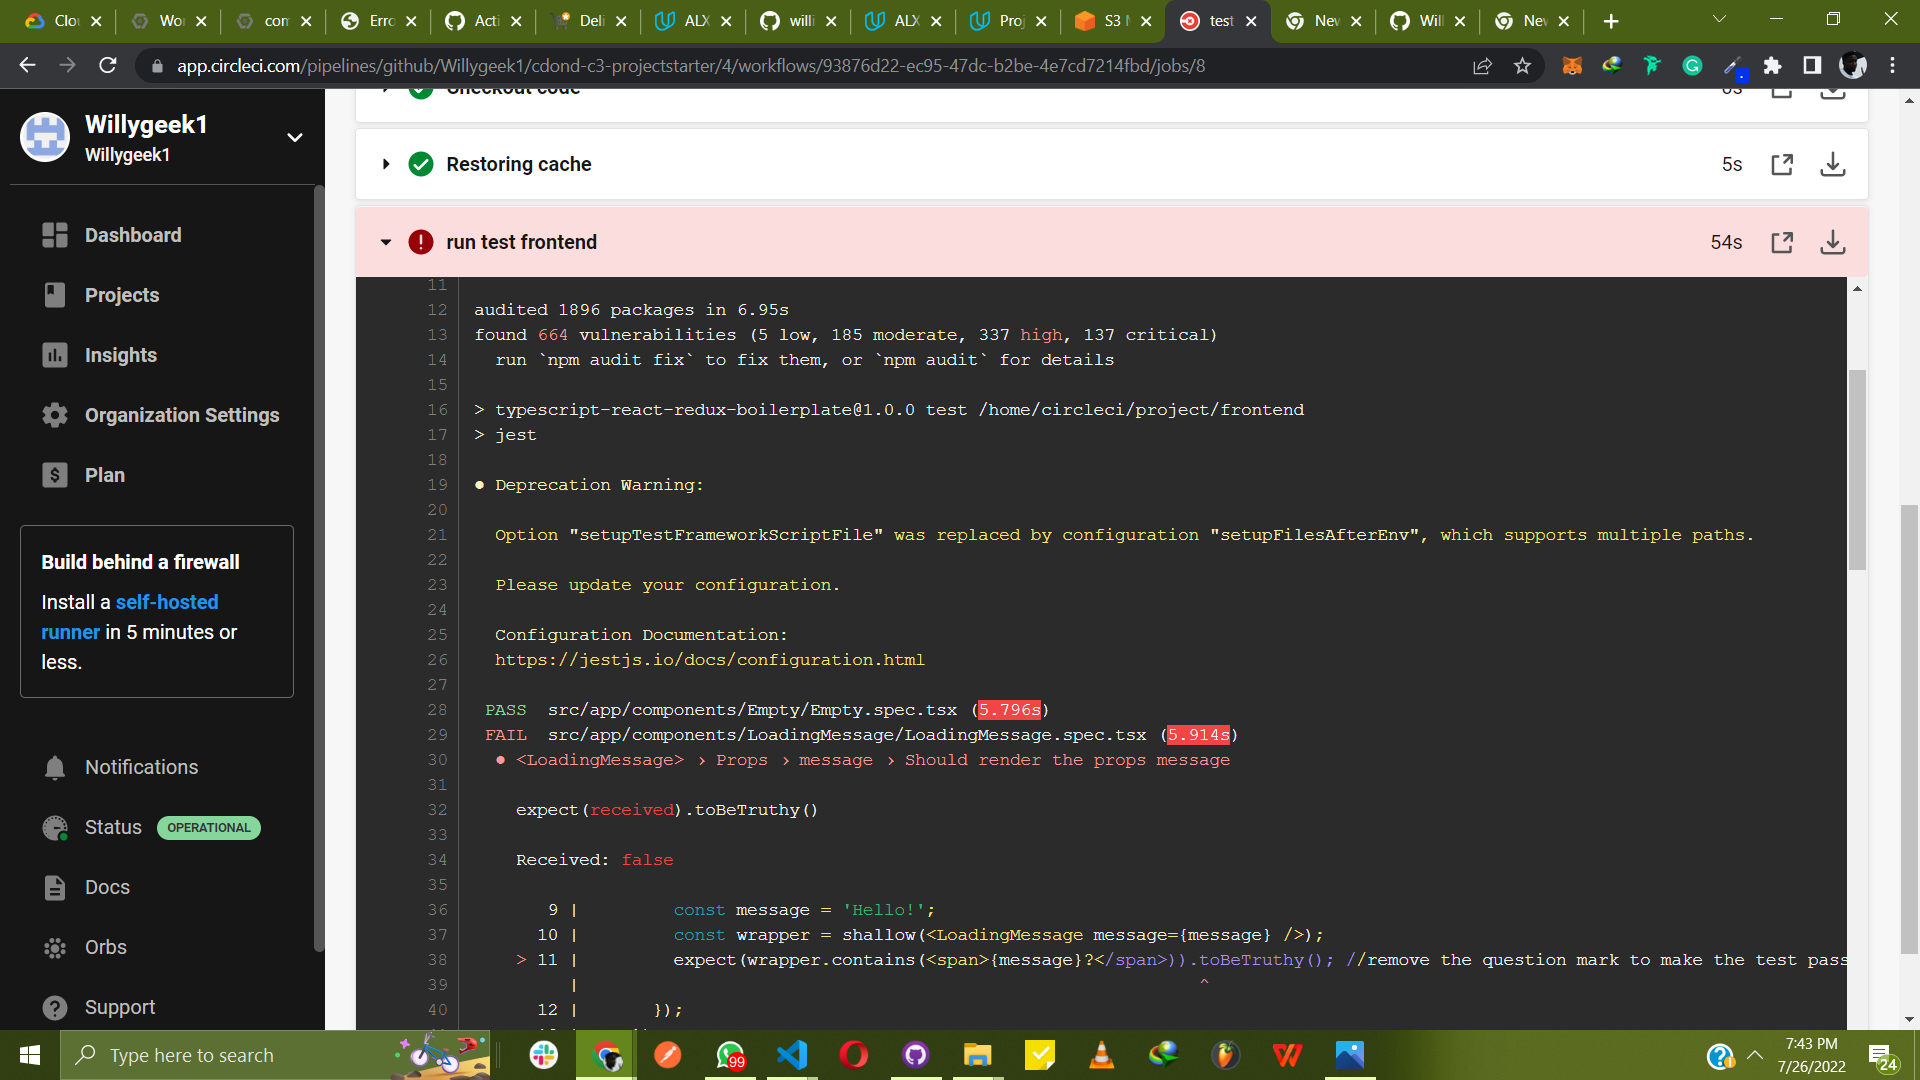 Clou
Wor
com
Erro
Acti
Deli
ALX
willi
ALX
Proj
S3 M
test
New
Will
New
app.circleci.com/pipelines/github/Willygeek1/cdond-c3-projectstarter/4/workflows/93876d22-ec95-47dc-b2be-4e7cd7214fbd/jobs/8
Willygeek1
Willygeek1
Dashboard
Projects
Insights
Organization Settings
Plan
Build behind a firewall
Install a self-hosted
runner in 5 minutes or
less.
Notifications
Status OPERATIONAL
Docs
Orbs
Support
Checkout code 0s
Restoring cache 5s
run test frontend 54s
11
12 audited 1896 packages in 6.95s
13 found 664 vulnerabilities (5 low, 185 moderate, 337 high, 137 critical)
14 run `npm audit fix` to fix them, or `npm audit` for details
15
16 > typescript-react-redux-boilerplate@1.0.0 test /home/circleci/project/frontend
17 > jest
18
19 ● Deprecation Warning:
20
21 Option "setupTestFrameworkScriptFile" was replaced by configuration "setupFilesAfterEnv", which supports multiple paths.
22
23 Please update your configuration.
24
25 Configuration Documentation:
26 https://jestjs.io/docs/configuration.html
27
28 PASS src/app/components/Empty/Empty.spec.tsx (5.796s)
29 FAIL src/app/components/LoadingMessage/LoadingMessage.spec.tsx (5.914s)
30 ● <LoadingMessage> › Props › message › Should render the props message
31
32 expect(received).toBeTruthy()
33
34 Received: false
35
36 9 | const message = 'Hello!';
37 10 | const wrapper = shallow(<LoadingMessage message={message} />);
38 > 11 | expect(wrapper.contains(<span>{message}?</span>)).toBeTruthy(); //remove the question mark to make the test pass
39 | ^
40 12 | });
Type here to search
99
7:43 PM
7/26/2022
24